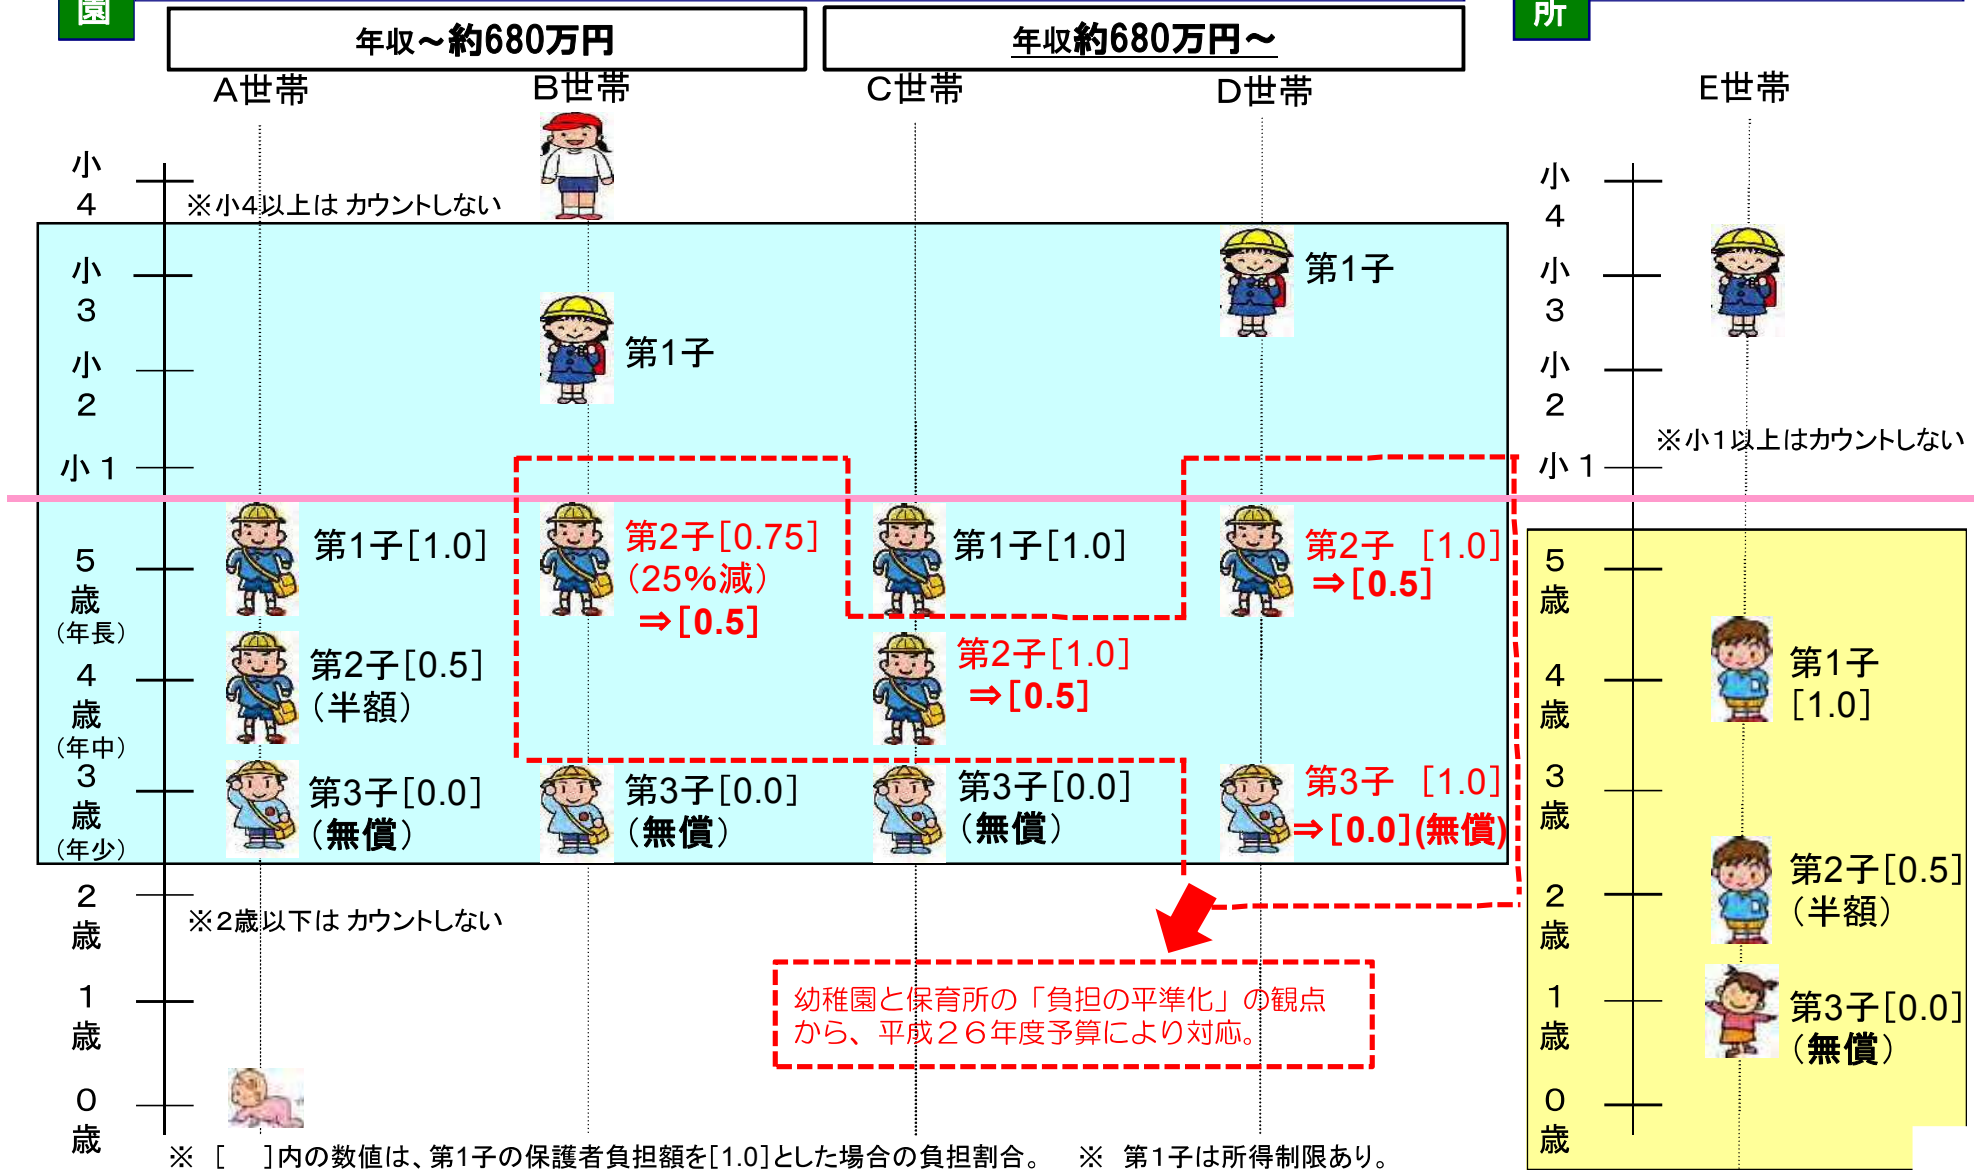 園
所
年収～約680万円
年収約680万円～
A世帯
B世帯
C世帯
D世帯
E世帯
小
4
※小4以上は カウントしない
小
3
小
2
小 1
5
歳
(年長)
4
歳
(年中)
3
歳
(年少)
2
歳
1
歳
0
歳
第1子[1.0]
第2子[0.5]
(半額)
第3子[0.0]
(無償)
※2歳以下は カウントしない
第1子
第2子[0.75]
(25%減)
⇒[0.5]
第3子[0.0]
(無償)
第1子[1.0]
第2子[1.0]
⇒[0.5]
第3子[0.0]
(無償)
第1子
第2子 [1.0]
⇒[0.5]
第3子 [1.0]
⇒[0.0](無償)
幼稚園と保育所の「負担の平準化」の観点
から、平成26年度予算により対応。
小
4
小
3
小
2
※小1以上はカウントしない
小 1
5
歳
4
歳
3
歳
2
歳
1
歳
0
歳
第1子
[1.0]
第2子[0.5]
(半額)
第3子[0.0]
(無償)
※ [ ]内の数値は、第1子の保護者負担額を[1.0]とした場合の負担割合。 ※ 第1子は所得制限あり。